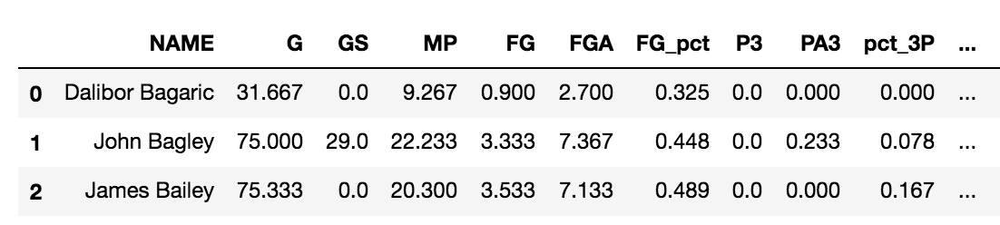 NAME G GS MP FG FGA FG_pct P3 PA3 pct_3P ...
0 Dalibor Bagaric 31.667 0.0 9.267 0.900 2.700 0.325 0.0 0.000 0.000 ...
1 John Bagley 75.000 29.0 22.233 3.333 7.367 0.448 0.0 0.233 0.078 ...
2 James Bailey 75.333 0.0 20.300 3.533 7.133 0.489 0.0 0.000 0.167 ...